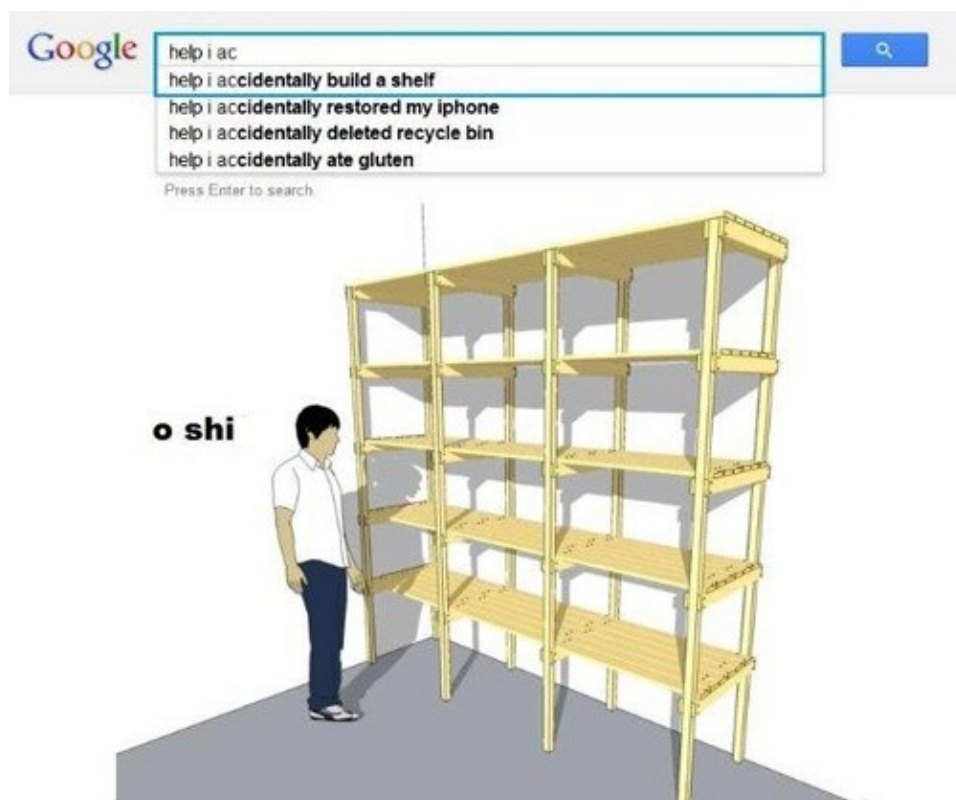 Google
help i ac
help i accidentally build a shelf
help i accidentally restored my iphone
help i accidentally deleted recycle bin
help i accidentally ate gluten
Press Enter to search.
o shi